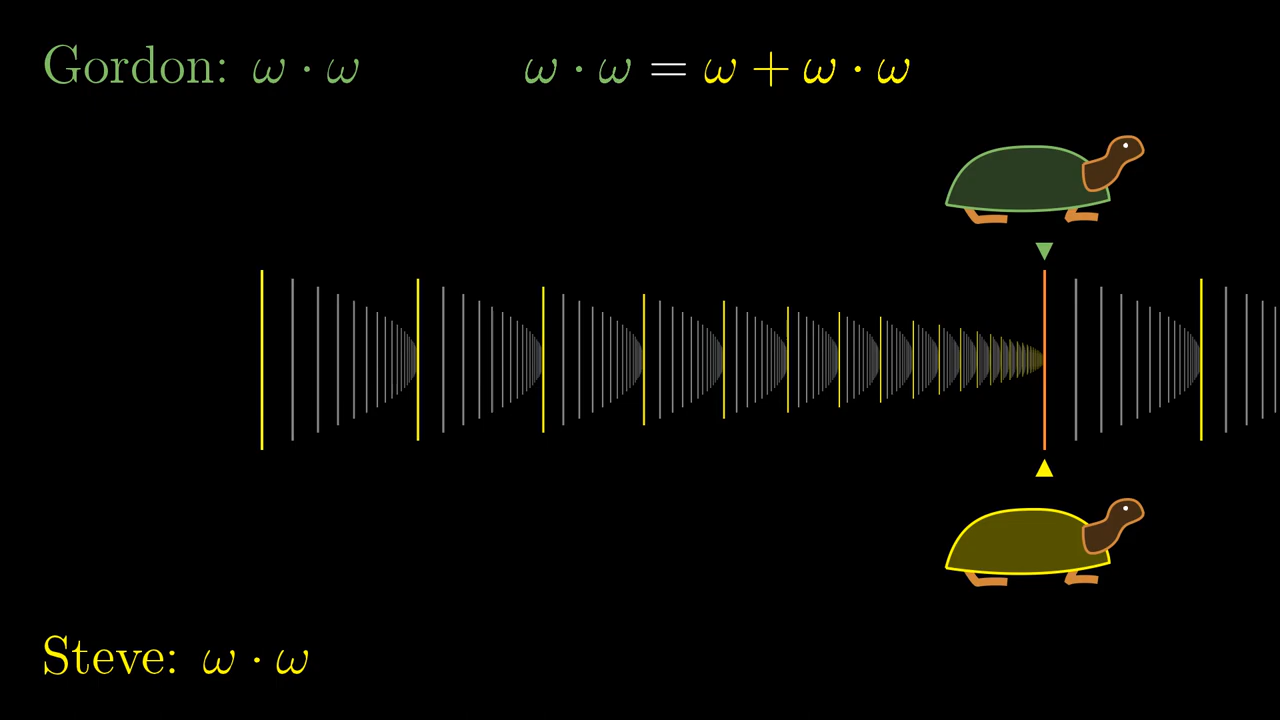 Gordon: ω · ω
ω · ω = ω + ω · ω
Steve: ω · ω